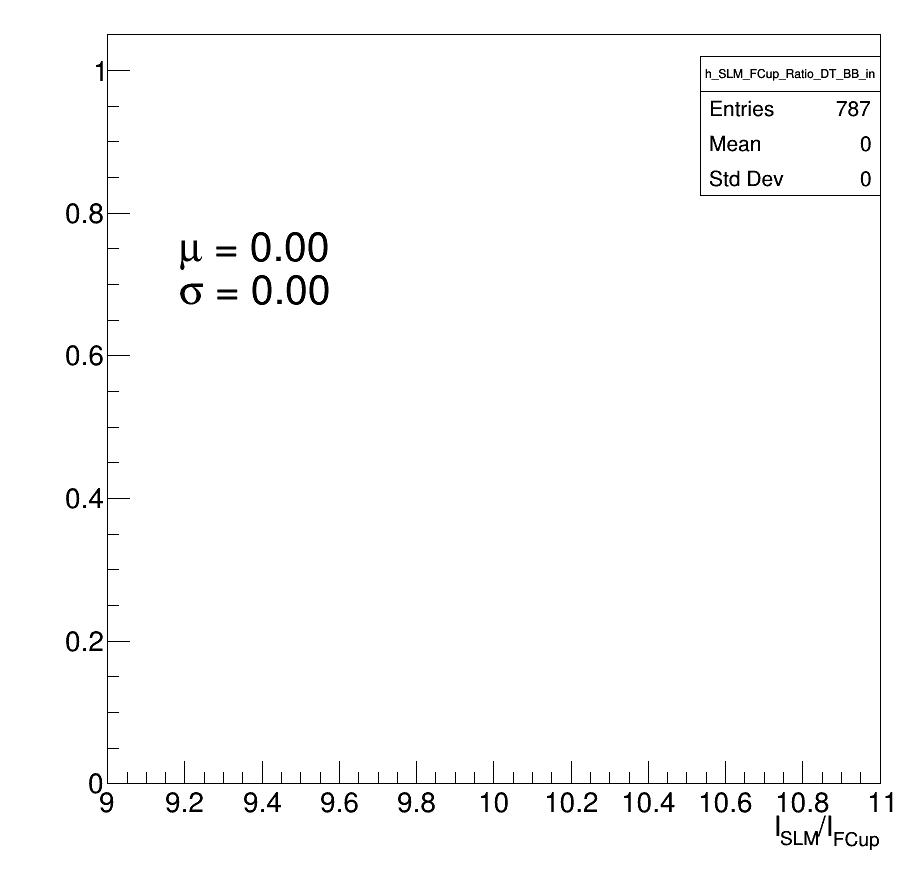 h_SLM_FCup_Ratio_DT_BB_in
Entries 787
Mean 0
Std Dev 0
μ = 0.00
σ = 0.00
1
0.8
0.6
0.4
0.2
0
9 9.2 9.4 9.6 9.8 10 10.2 10.4 10.6 10.8 11
I_SLM/I_FCup